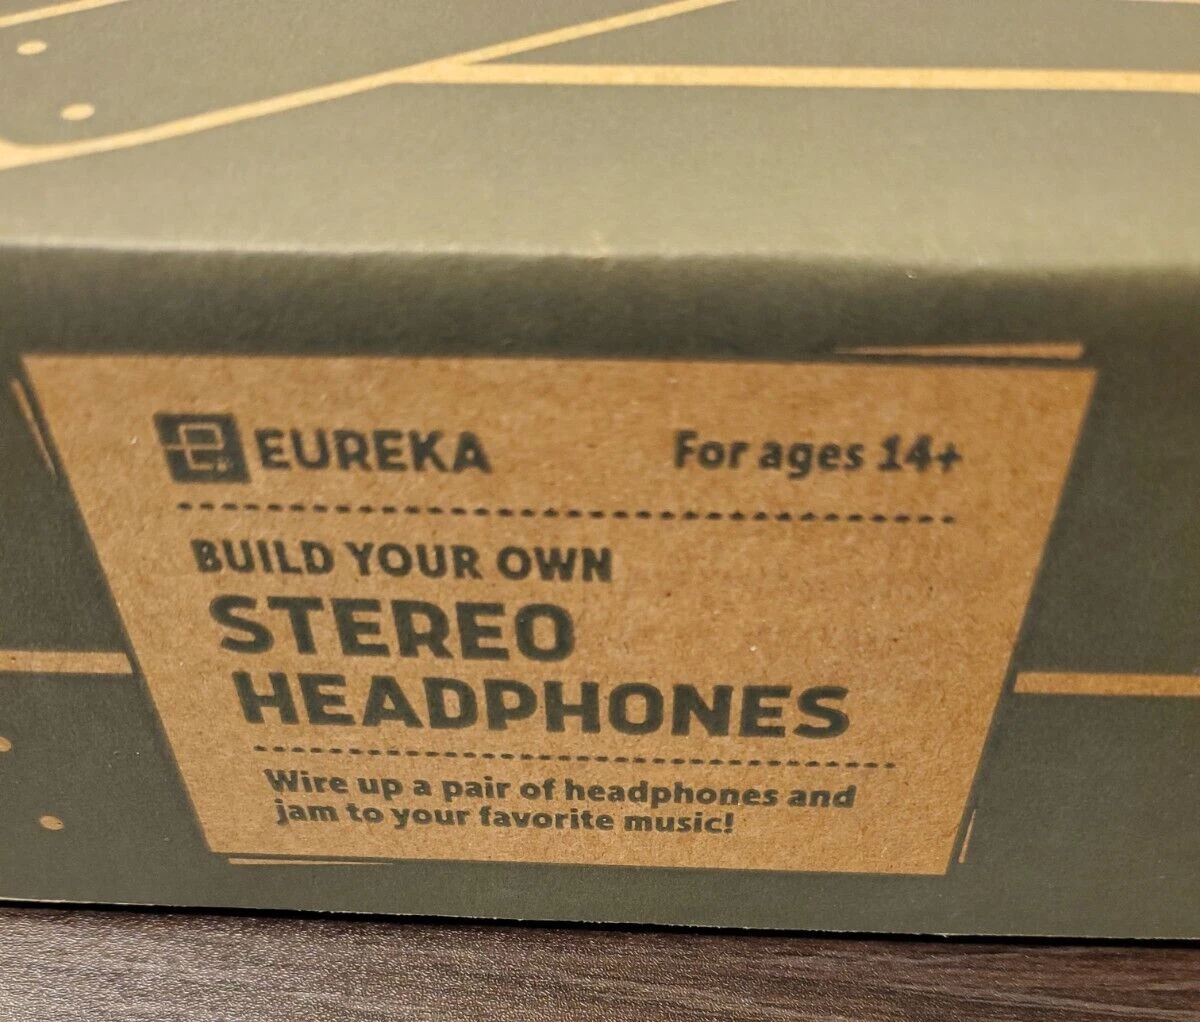 EUREKA
For ages 14+
BUILD YOUR OWN
STEREO
HEADPHONES
Wire up a pair of headphones and
jam to your favorite music!